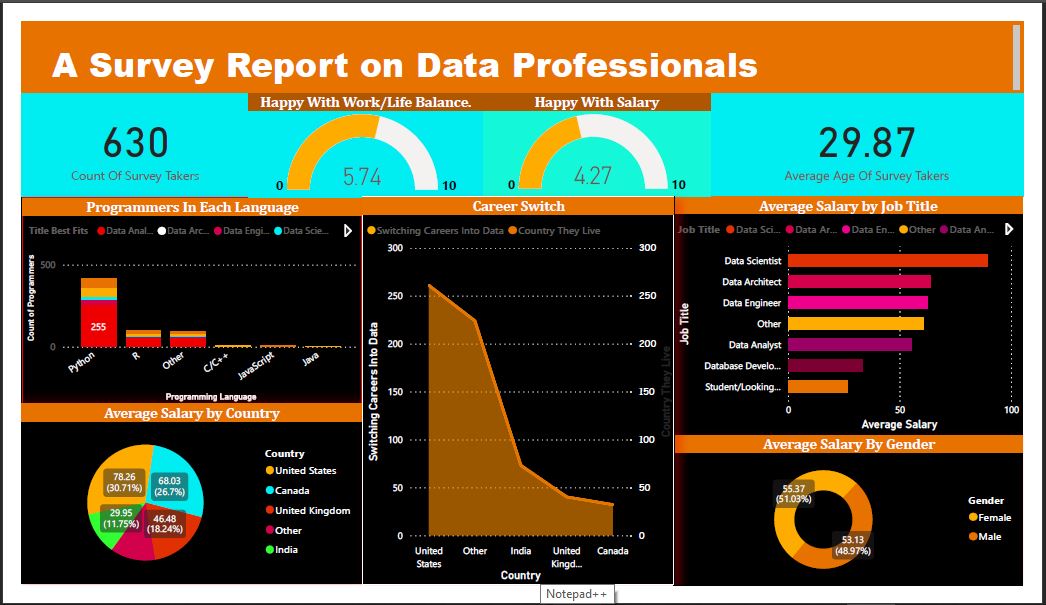 A Survey Report on Data Professionals
630
Count Of Survey Takers
Happy With Work/Life Balance.
0
5.74
10
Happy With Salary
0
4.27
10
29.87
Average Age Of Survey Takers
Programmers In Each Language
Title Best Fits Data Anal... Data Arc... Data Engi... Data Scie...
Count of Programmers
500
0
255
Python
R
Other
C/C++
JavaScript
Java
Programming Language
Average Salary by Country
78.26
(30.71%)
68.03
(26.7%)
29.95
(11.75%)
46.48
(18.24%)
Country
United States
Canada
United Kingdom
Other
India
Career Switch
Switching Careers Into Data Country They Live
Switching Careers Into Data
300
250
200
150
100
50
0
300
250
200
150
100
50
0
Country They Live
United
States
Other
India
United
Kingd...
Canada
Country
Average Salary by Job Title
Job Title Data Sci... Data Ar... Data En... Other Data An...
Job Title
Data Scientist
Data Architect
Data Engineer
Other
Data Analyst
Database Develo...
Student/Looking...
0
50
100
Average Salary
Average Salary By Gender
55.37
(51.03%)
53.13
(48.97%)
Gender
Female
Male
Notepad++